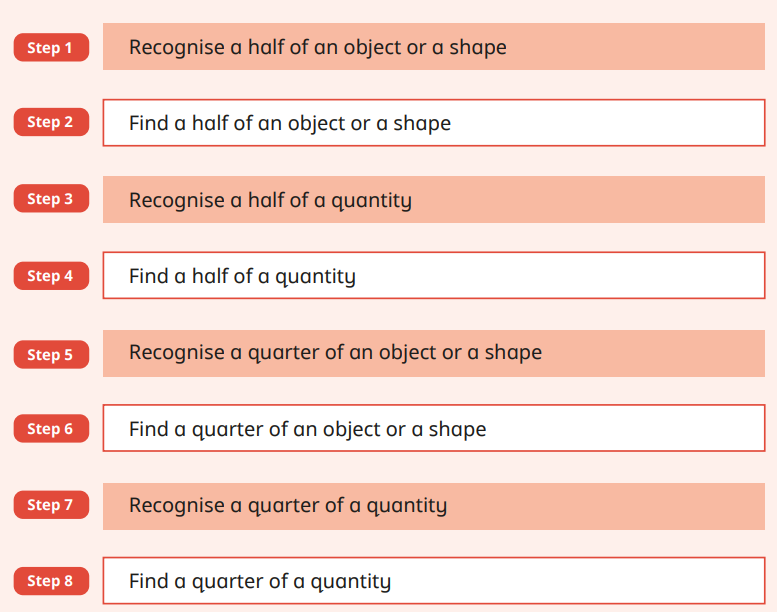 Step 1 Recognise a half of an object or a shape
Step 2 Find a half of an object or a shape
Step 3 Recognise a half of a quantity
Step 4 Find a half of a quantity
Step 5 Recognise a quarter of an object or a shape
Step 6 Find a quarter of an object or a shape
Step 7 Recognise a quarter of a quantity
Step 8 Find a quarter of a quantity